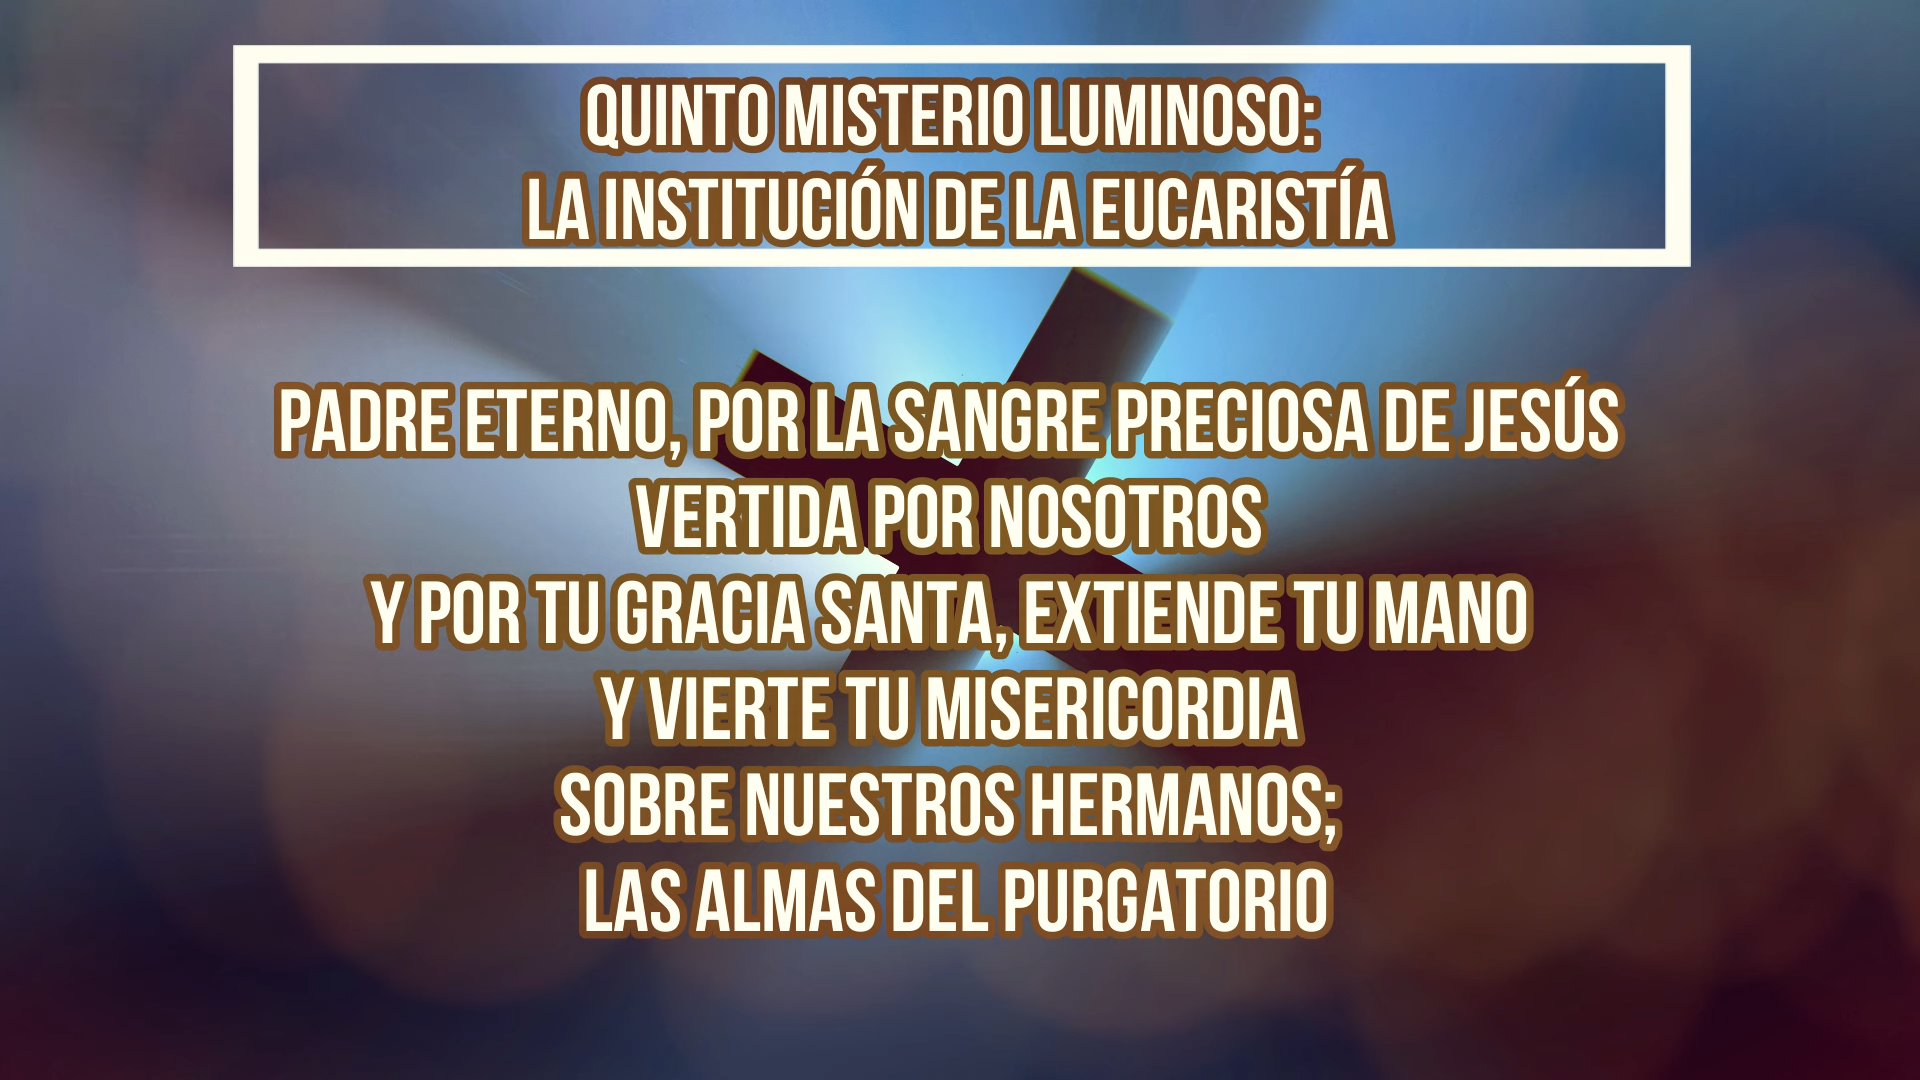 QUINTO MISTERIO LUMINOSO:
LA INSTITUCIÓN DE LA EUCARISTÍA
PADRE ETERNO, POR LA SANGRE PRECIOSA DE JESÚS
VERTIDA POR NOSOTROS
Y POR TU GRACIA SANTA, EXTIENDE TU MANO
Y VIERTE TU MISERICORDIA
SOBRE NUESTROS HERMANOS;
LAS ALMAS DEL PURGATORIO